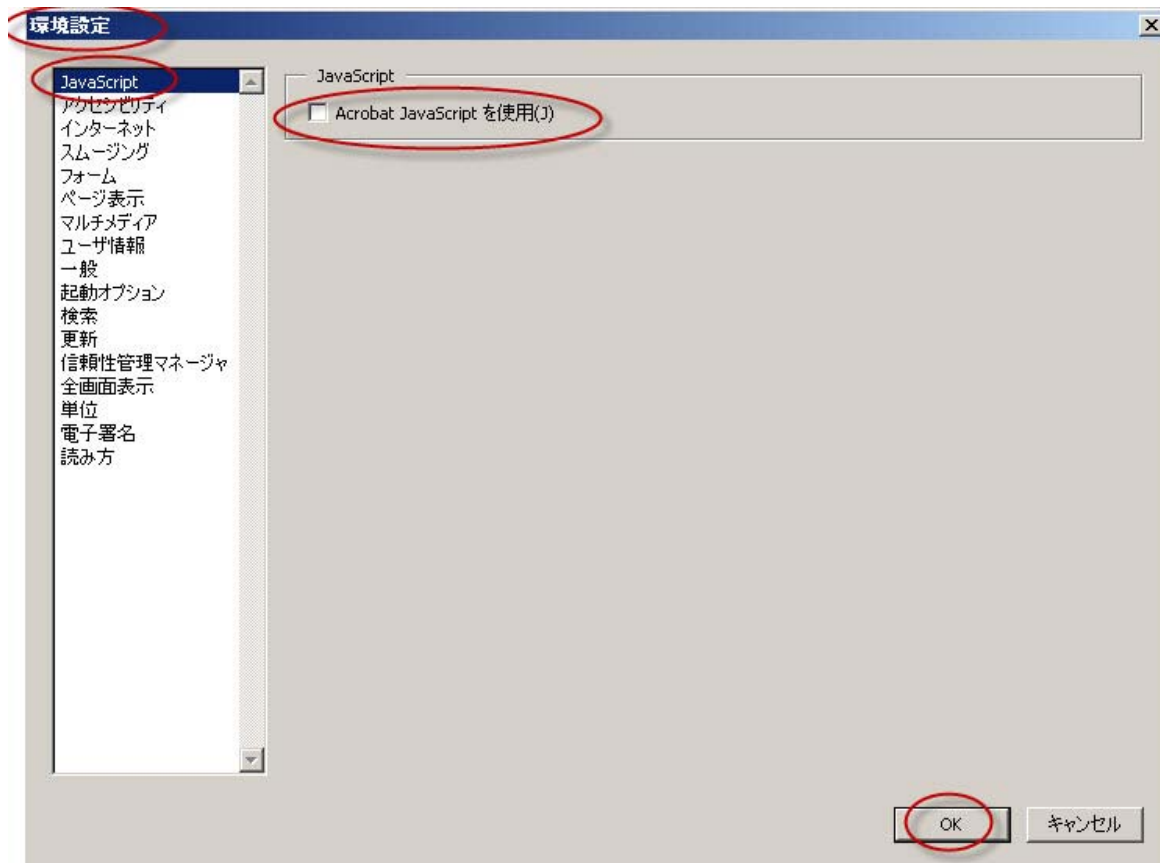 環境設定
JavaScript
アクセシビリティ
インターネット
スムージング
フォーム
ページ表示
マルチメディア
ユーザ情報
一般
起動オプション
検索
更新
信頼性管理マネージャ
全画面表示
単位
電子署名
読み方
JavaScript
Acrobat JavaScript を使用(J)
OK
キャンセル